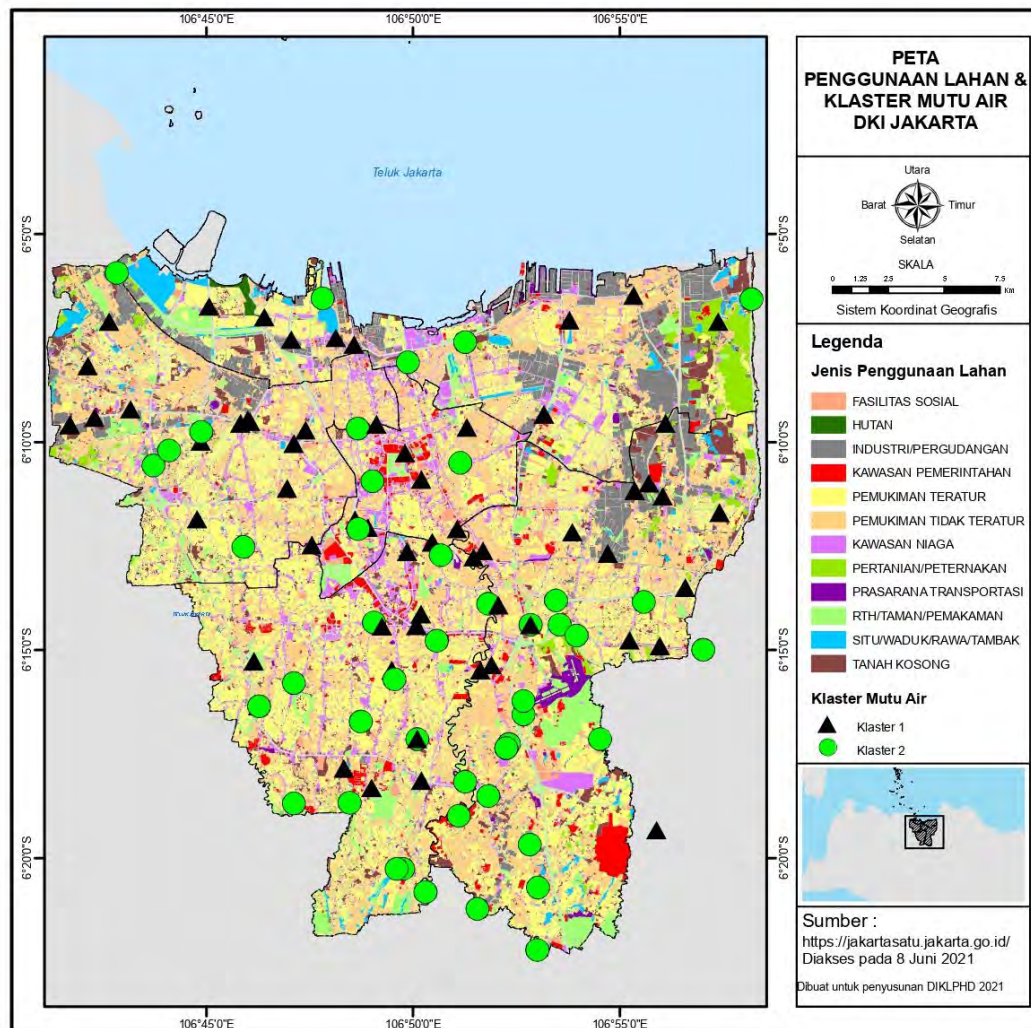 106°45'0"E
106°50'0"E
106°55'0"E
6°5'0"S
6°10'0"S
6°15'0"S
6°20'0"S
Teluk Jakarta
6°5'0"S
6°10'0"S
6°15'0"S
6°20'0"S
106°45'0"E
106°50'0"E
106°55'0"E
PETA
PENGGUNAAN LAHAN &
KLASTER MUTU AIR
DKI JAKARTA
Utara
Barat
Timur
Selatan
SKALA
0 1.25 2.5 5 7.5
Km
Sistem Koordinat Geografis
Legenda
Jenis Penggunaan Lahan
FASILITAS SOSIAL
HUTAN
INDUSTRI/PERGUDANGAN
KAWASAN PEMERINTAHAN
PEMUKIMAN TERATUR
PEMUKIMAN TIDAK TERATUR
KAWASAN NIAGA
PERTANIAN/PETERNAKAN
PRASARANA TRANSPORTASI
RTH/TAMAN/PEMAKAMAN
SITU/WADUK/RAWA/TAMBAK
TANAH KOSONG
Klaster Mutu Air
Klaster 1
Klaster 2
Sumber :
https://jakartasatu.jakarta.go.id/
Diakses pada 8 Juni 2021
Dibuat untuk penyusunan DIKLPHD 2021